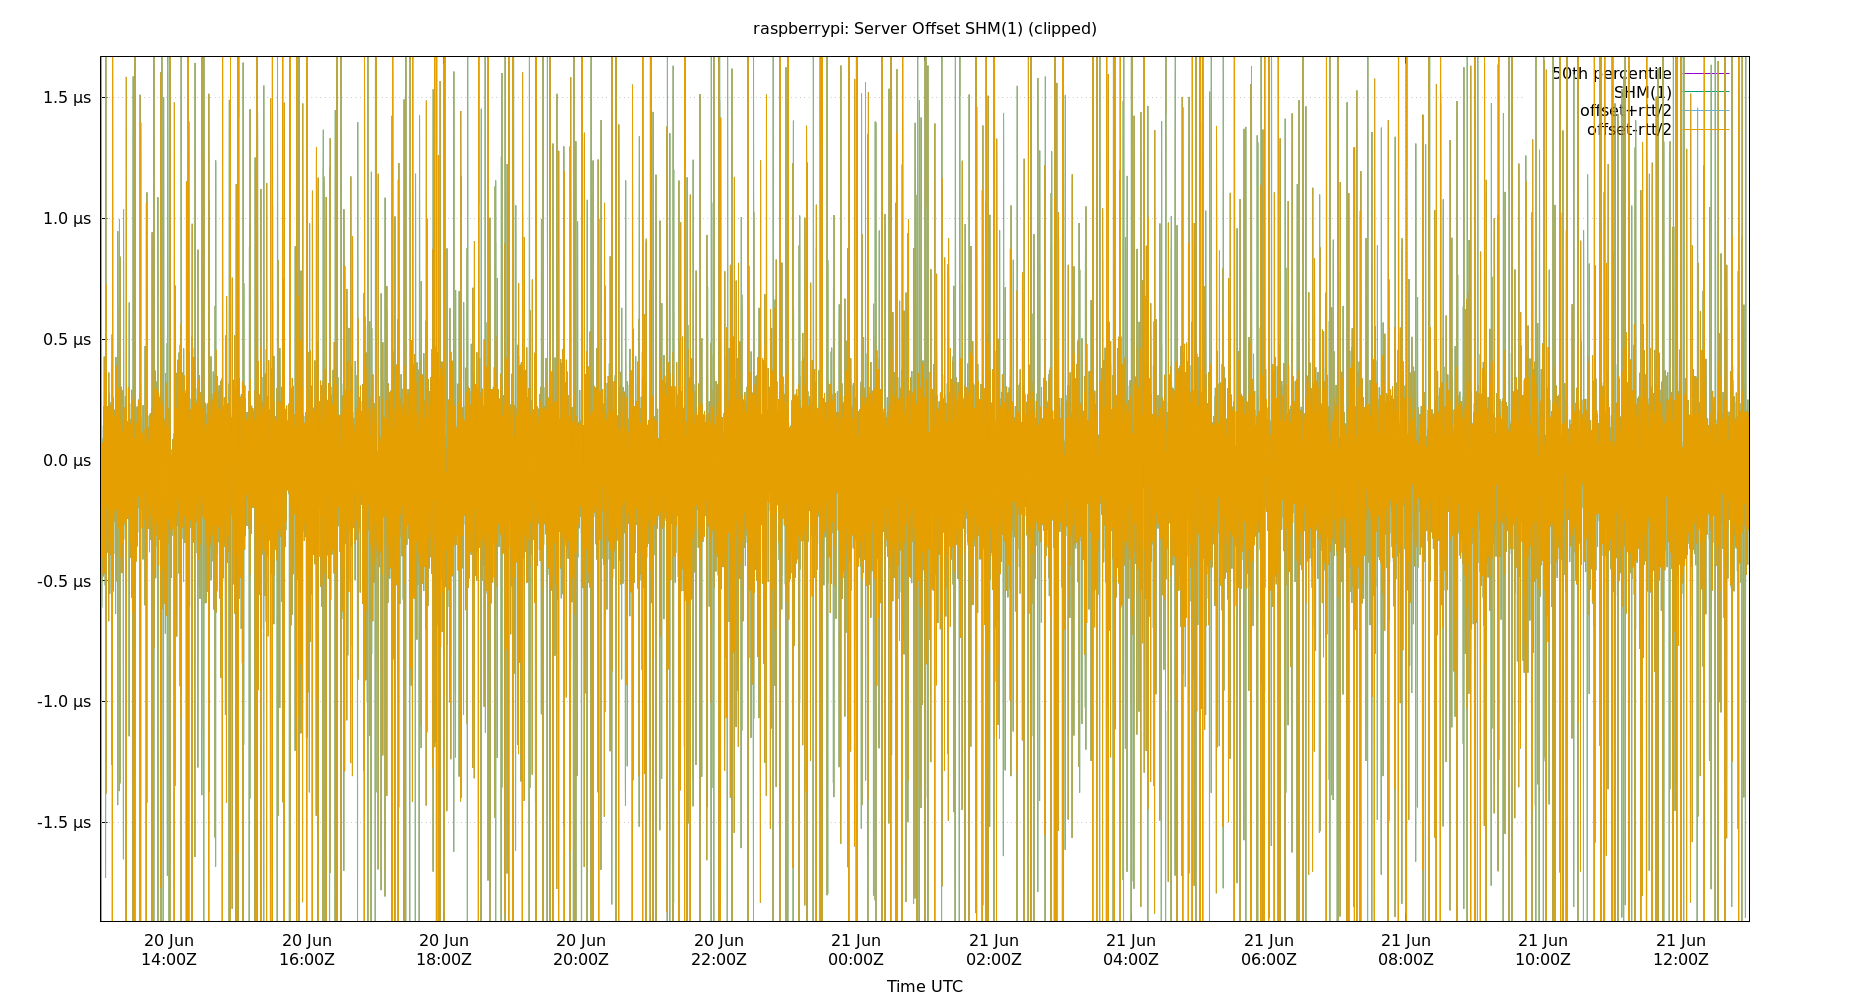 raspberrypi: Server Offset SHM(1) (clipped)
50th percentile
SHM(1)
offset+rtt/2
offset-rtt/2
1.5 µs
1.0 µs
0.5 µs
0.0 µs
-0.5 µs
-1.0 µs
-1.5 µs
20 Jun 20 Jun 20 Jun 20 Jun 20 Jun 21 Jun 21 Jun 21 Jun 21 Jun 21 Jun 21 Jun 21 Jun
14:00Z 16:00Z 18:00Z 20:00Z 22:00Z 00:00Z 02:00Z 04:00Z 06:00Z 08:00Z 10:00Z 12:00Z
Time UTC